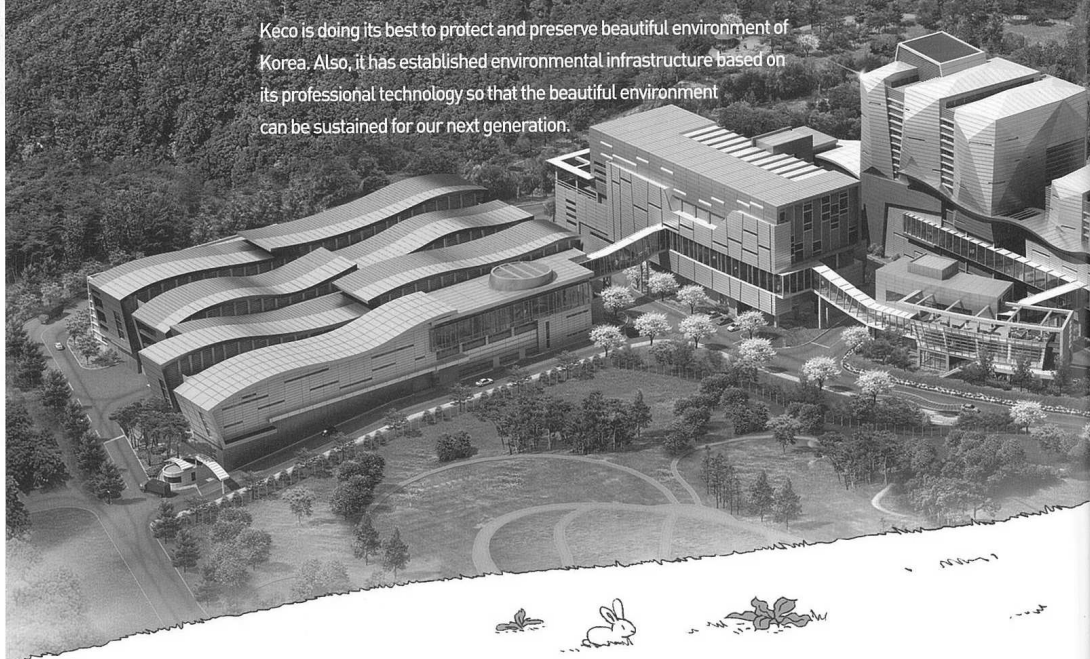 Keco is doing its best to protect and preserve beautiful environment of
Korea. Also, it has established environmental infrastructure based on
its professional technology so that the beautiful environment
can be sustained for our next generation.